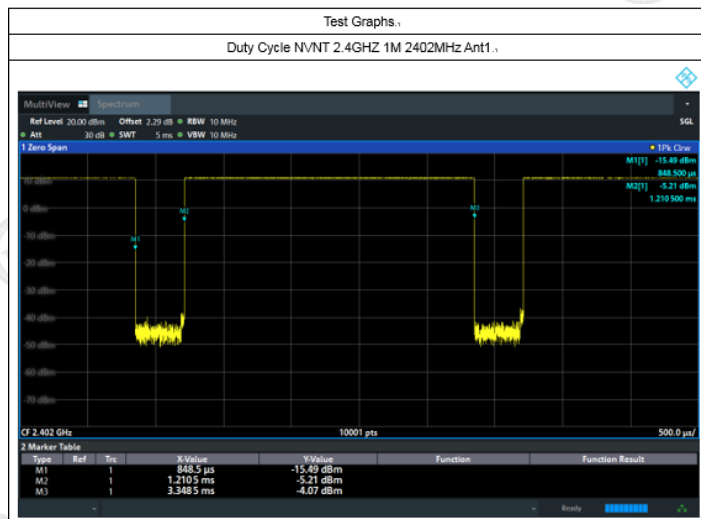 Test Graphs
Duty Cycle NVNT 2.4GHZ 1M 2402MHz Ant1
MultiView Spectrum
Ref Level 20.00 dBm Offset 2.29 dB RBW 10 MHz SGL
Att 30 dB SWT 5 ms VBW 10 MHz
1 Zero Span 1Pk Clrw
M1[1] -15.49 dBm
848.500 µs
M2[1] -5.21 dBm
1.210500 ms
10 dBm
0 dBm
M1
M2
M3
-10 dBm
-20 dBm
-30 dBm
-40 dBm
-50 dBm
-60 dBm
-70 dBm
CF 2.402 GHz 10001 pts 500.0 µs/
2 Marker Table
Type Ref Trc X-Value Y-Value Function Function Result
M1 1 848.5 µs -15.49 dBm
M2 1 1.2105 ms -5.21 dBm
M3 1 3.3485 ms -4.07 dBm
Ready